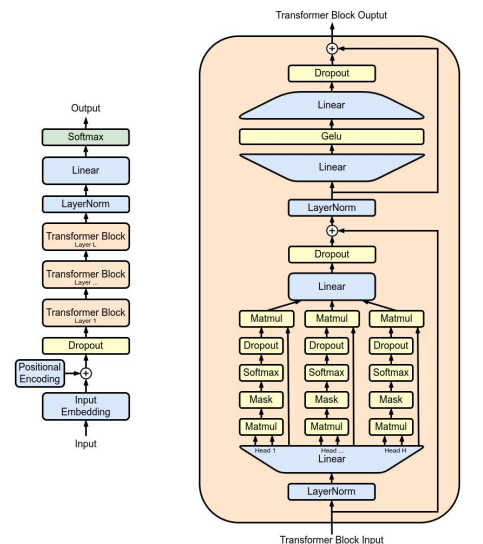 Output
Softmax
Linear
LayerNorm
Transformer Block
Layer L
Transformer Block
Layer ...
Transformer Block
Layer 1
Dropout
Positional
Encoding
Input
Embedding
Input
Transformer Block Ouptut
Dropout
Linear
Gelu
Linear
LayerNorm
Dropout
Linear
Matmul Matmul Matmul
Dropout Dropout Dropout
Softmax Softmax Softmax
Mask Mask Mask
Matmul Matmul Matmul
Head 1 Head ... Head H
Linear
LayerNorm
Transformer Block Input